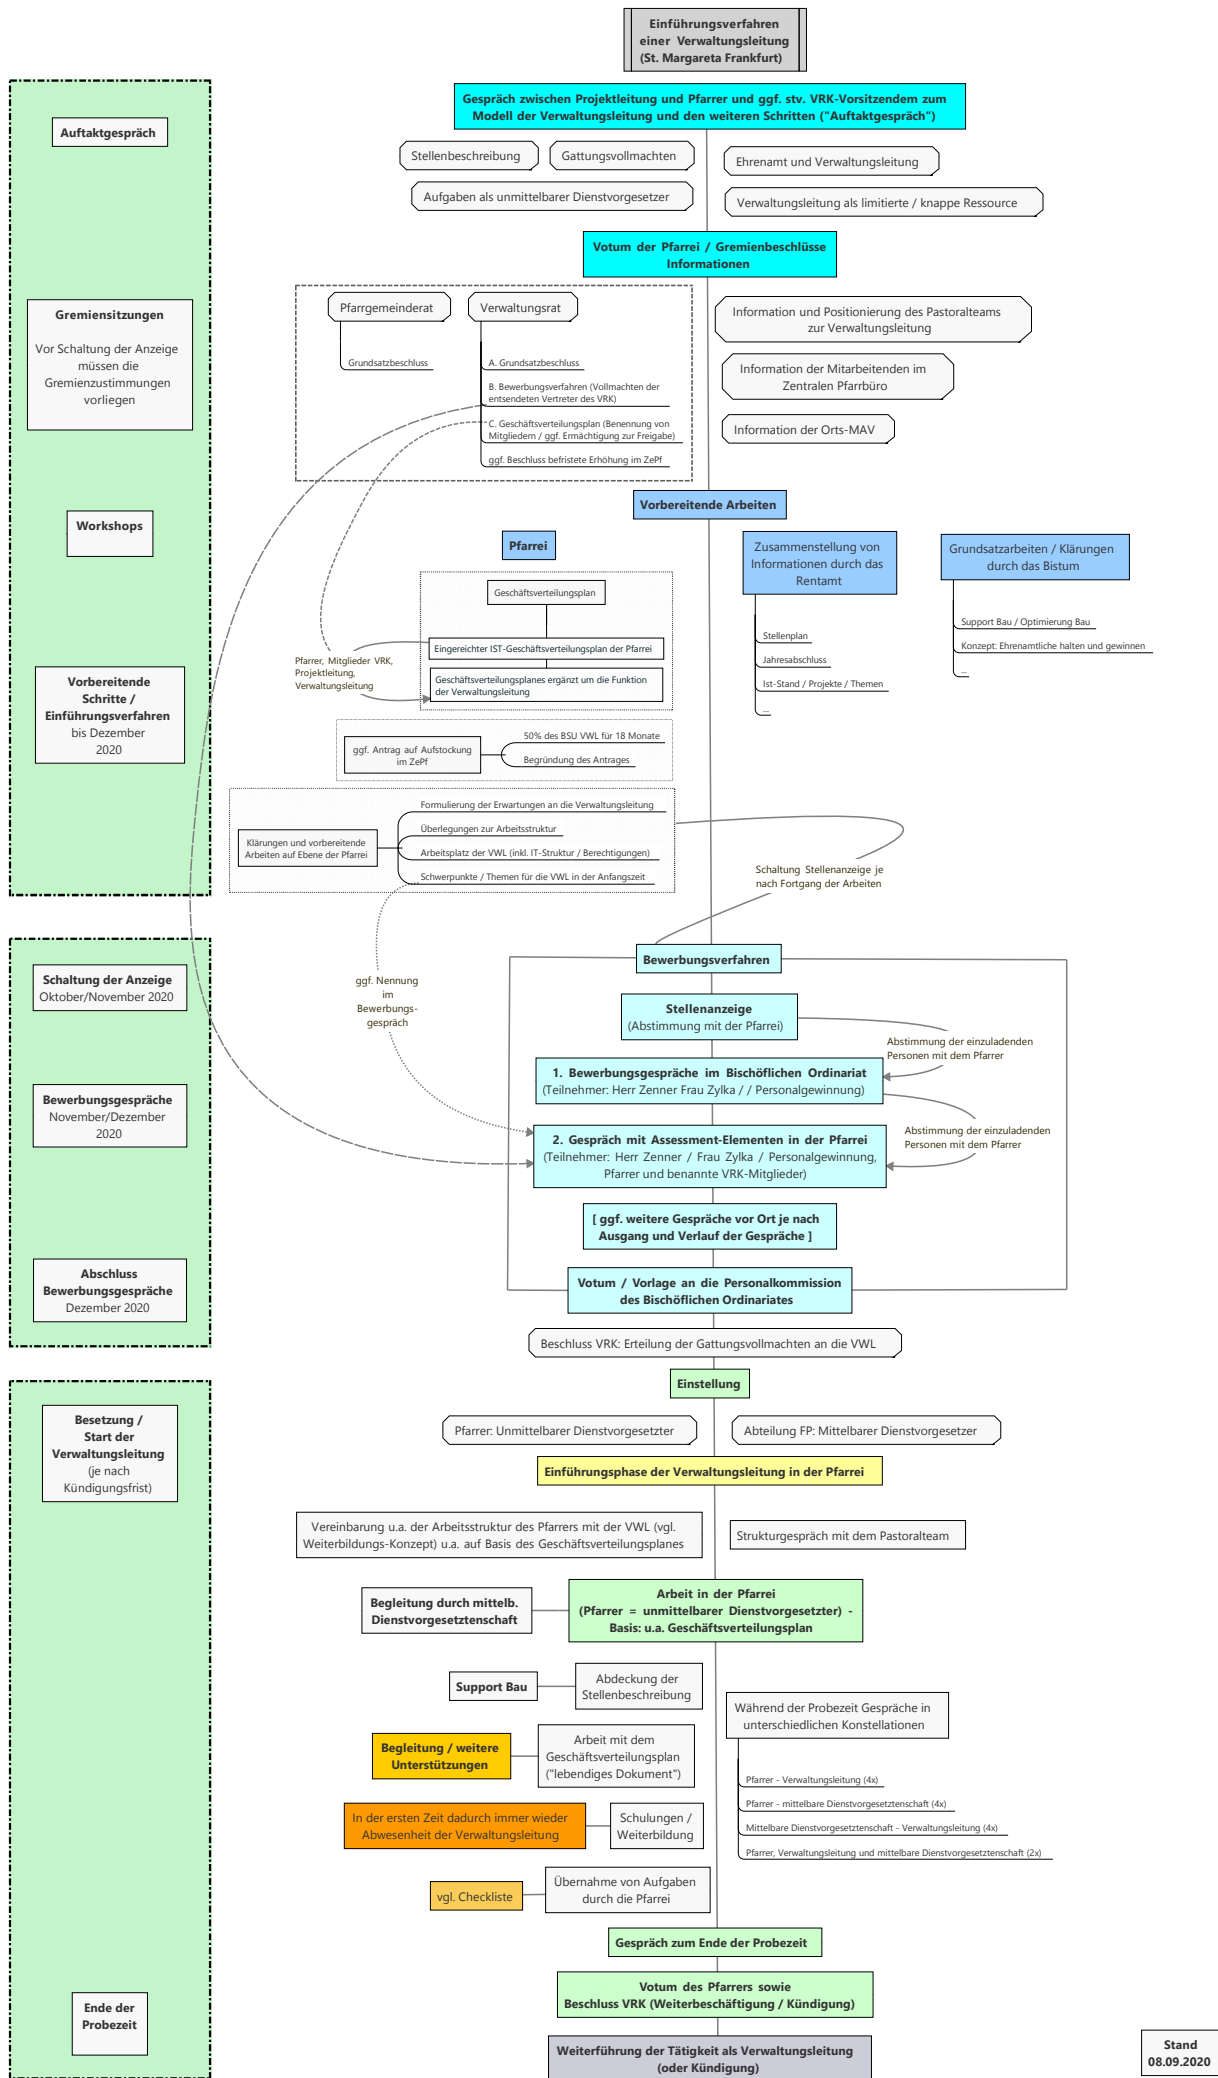 Einführungsverfahren
einer Verwaltungsleitung
(St. Margareta Frankfurt)
Gespräch zwischen Projektleitung und Pfarrer und ggf. stv. VRK-Vorsitzendem zum
Modell der Verwaltungsleitung und den weiteren Schritten ("Auftaktgespräch")
Auftaktgespräch
Stellenbeschreibung
Gattungsvollmachten
Ehrenamt und Verwaltungsleitung
Aufgaben als unmittelbarer Dienstvorgesetzer
Verwaltungsleitung als limitierte / knappe Ressource
Votum der Pfarrei / Gremienbeschlüsse
Informationen
Gremiensitzungen
Vor Schaltung der Anzeige
müssen die
Gremienzustimmungen
vorliegen
Pfarrgemeinderat
Grundsatzbeschluss
Verwaltungsrat
A. Grundsatzbeschluss
B. Bewerbungsverfahren (Vollmachten der
entsendeten Vertreter des VRK)
C. Geschäftsverteilungsplan (Benennung von
Mitgliedern / ggf. Ermächtigung zur Freigabe)
ggf. Beschluss befristete Erhöhung im ZePf
Information und Positionierung des Pastoralteams
zur Verwaltungsleitung
Information der Mitarbeitenden im
Zentralen Pfarrbüro
Information der Orts-MAV
Vorbereitende Arbeiten
Workshops
Pfarrei
Geschäftsverteilungsplan
Eingereichter IST-Geschäftsverteilungsplan der Pfarrei
Geschäftsverteilungsplanes ergänzt um die Funktion
der Verwaltungsleitung
Pfarrer, Mitglieder VRK,
Projektleitung,
Verwaltungsleitung
Zusammenstellung von
Informationen durch das
Rentamt
Stellenplan
Jahresabschluss
Ist-Stand / Projekte / Themen
...
Grundsatzarbeiten / Klärungen
durch das Bistum
Support Bau / Optimierung Bau
Konzept: Ehrenamtliche halten und gewinnen
...
Vorbereitende
Schritte /
Einführungsverfahren
bis Dezember
2020
ggf. Antrag auf Aufstockung
im ZePf
50% des BSU VWL für 18 Monate
Begründung des Antrages
Klärungen und vorbereitende
Arbeiten auf Ebene der Pfarrei
Formulierung der Erwartungen an die Verwaltungsleitung
Überlegungen zur Arbeitsstruktur
Arbeitsplatz der VWL (inkl. IT-Struktur / Berechtigungen)
Schwerpunkte / Themen für die VWL in der Anfangszeit
Schaltung Stellenanzeige je
nach Fortgang der Arbeiten
Bewerbungsverfahren
Schaltung der Anzeige
Oktober/November 2020
ggf. Nennung
im
Bewerbungs-
gespräch
Stellenanzeige
(Abstimmung mit der Pfarrei)
Abstimmung der einzuladenden
Personen mit dem Pfarrer
1. Bewerbungsgespräche im Bischöflichen Ordinariat
(Teilnehmer: Herr Zenner Frau Zylka / / Personalgewinnung)
Bewerbungsgespräche
November/Dezember
2020
Abstimmung der einzuladenden
Personen mit dem Pfarrer
2. Gespräch mit Assessment-Elementen in der Pfarrei
(Teilnehmer: Herr Zenner / Frau Zylka / Personalgewinnung,
Pfarrer und benannte VRK-Mitglieder)
[ ggf. weitere Gespräche vor Ort je nach
Ausgang und Verlauf der Gespräche ]
Abschluss
Bewerbungsgespräche
Dezember 2020
Votum / Vorlage an die Personalkommission
des Bischöflichen Ordinariates
Beschluss VRK: Erteilung der Gattungsvollmachten an die VWL
Einstellung
Besetzung /
Start der
Verwaltungsleitung
(je nach
Kündigungsfrist)
Pfarrer: Unmittelbarer Dienstvorgesetzter
Abteilung FP: Mittelbarer Dienstvorgesetzer
Einführungsphase der Verwaltungsleitung in der Pfarrei
Vereinbarung u.a. der Arbeitsstruktur des Pfarrers mit der VWL (vgl.
Weiterbildungs-Konzept) u.a. auf Basis des Geschäftsverteilungsplanes
Strukturgespräch mit dem Pastoralteam
Begleitung durch mittelb.
Dienstvorgesetztenschaft
Arbeit in der Pfarrei
(Pfarrer = unmittelbarer Dienstvorgesetzter) -
Basis: u.a. Geschäftsverteilungsplan
Support Bau
Abdeckung der
Stellenbeschreibung
Während der Probezeit Gespräche in
unterschiedlichen Konstellationen
Pfarrer - Verwaltungsleitung (4x)
Pfarrer - mittelbare Dienstvorgesetztenschaft (4x)
Mittelbare Dienstvorgesetztenschaft - Verwaltungsleitung (4x)
Pfarrer, Verwaltungsleitung und mittelbare Dienstvorgesetztenschaft (2x)
Begleitung / weitere
Unterstützungen
Arbeit mit dem
Geschäftsverteilungsplan
("lebendiges Dokument")
In der ersten Zeit dadurch immer wieder
Abwesenheit der Verwaltungsleitung
Schulungen /
Weiterbildung
vgl. Checkliste
Übernahme von Aufgaben
durch die Pfarrei
Gespräch zum Ende der Probezeit
Votum des Pfarrers sowie
Beschluss VRK (Weiterbeschäftigung / Kündigung)
Ende der
Probezeit
Weiterführung der Tätigkeit als Verwaltungsleitung
(oder Kündigung)
Stand
08.09.2020